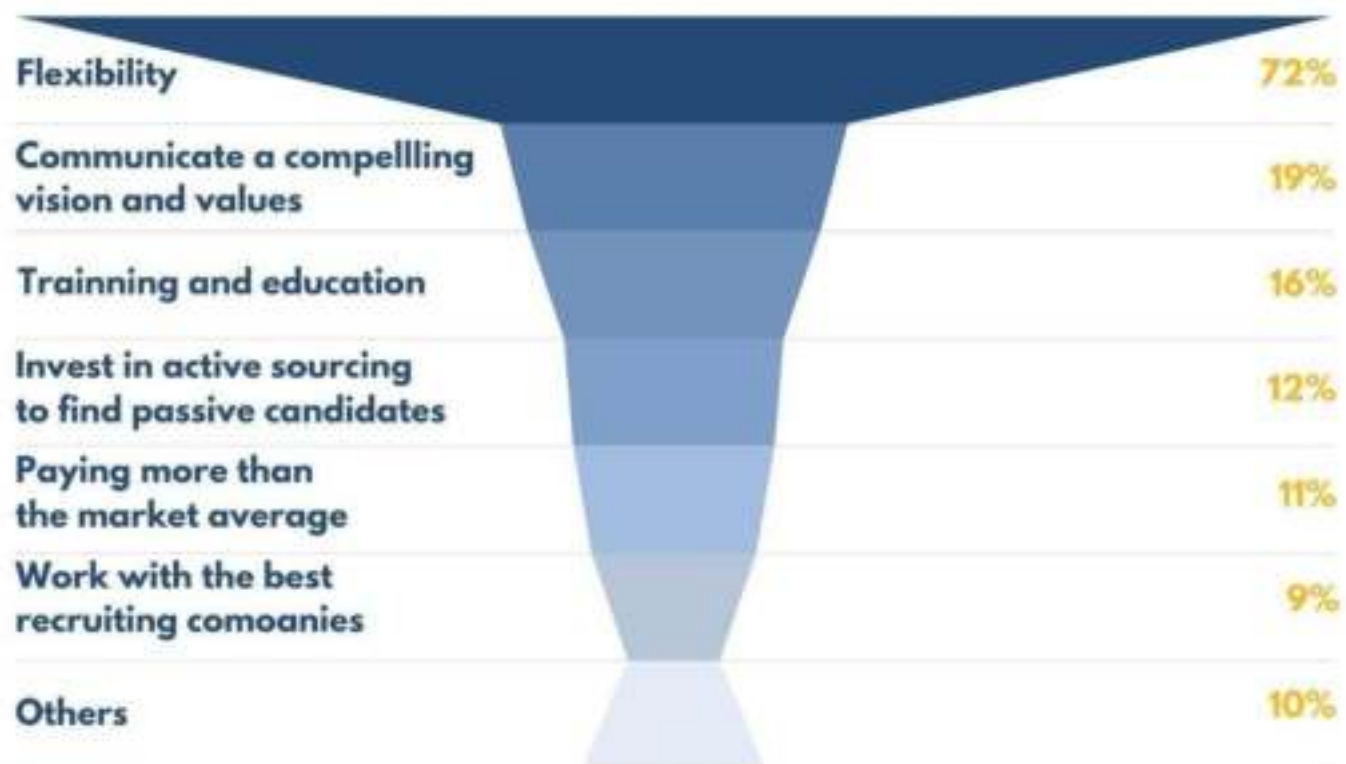 Flexibility
72%
Communicate a compellling
vision and values
19%
Trainning and education
16%
Invest in active sourcing
to find passive candidates
12%
Paying more than
the market average
11%
Work with the best
recruiting comoanies
9%
Others
10%